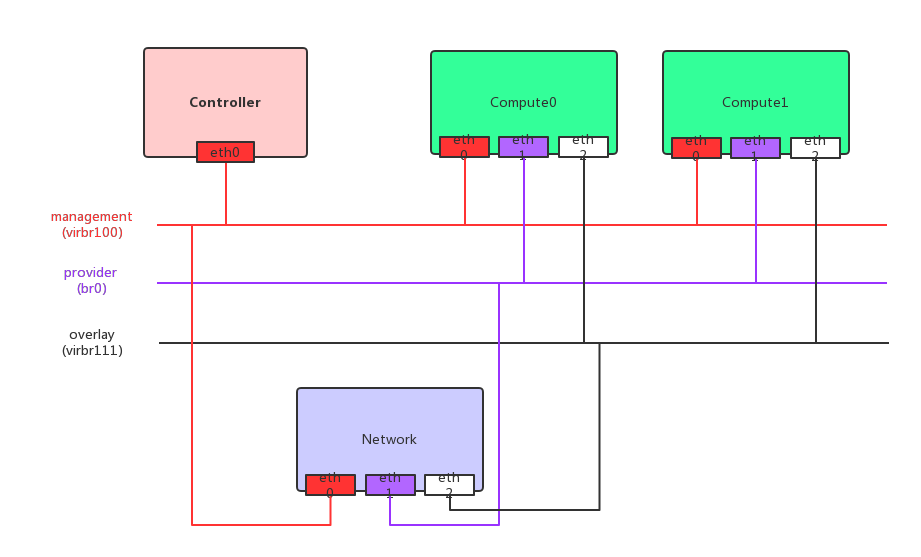 Controller
eth0
Compute0
eth
0
eth
1
eth
2
Compute1
eth
0
eth
1
eth
2
management
(virbr100)
provider
(br0)
overlay
(virbr111)
Network
eth
0
eth
1
eth
2